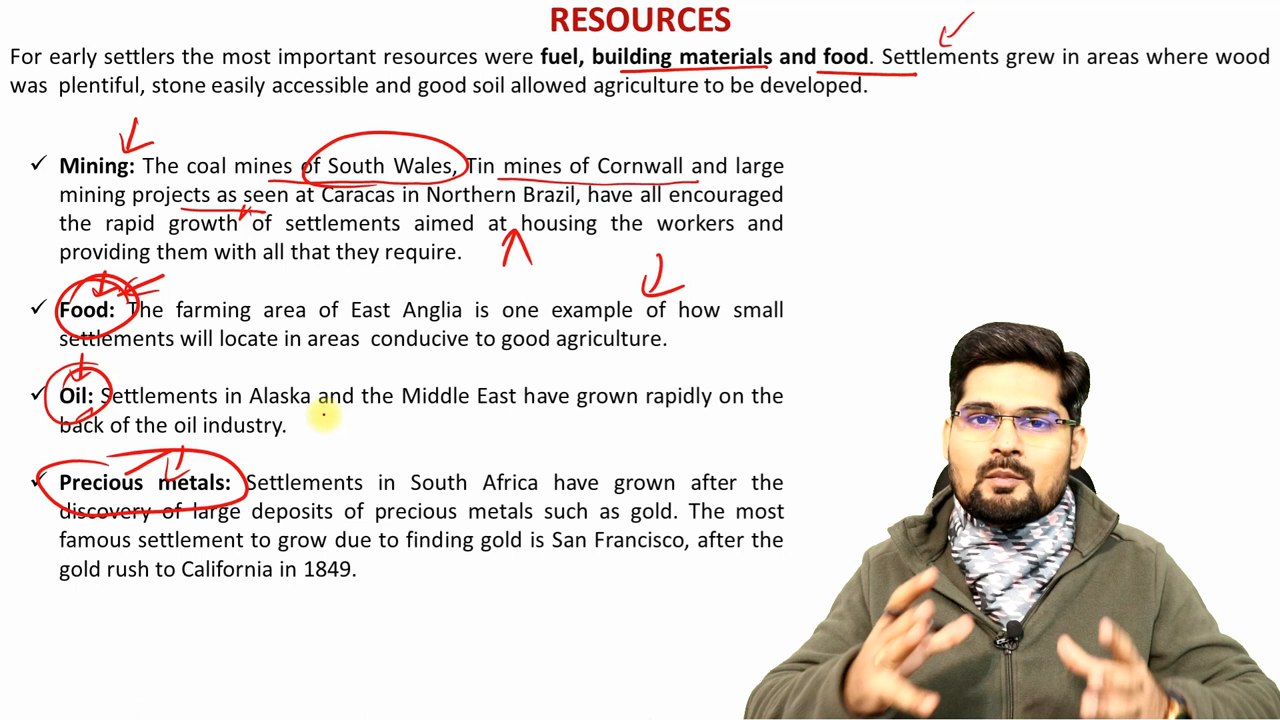 RESOURCES
For early settlers the most important resources were fuel, building materials and food. Settlements grew in areas where wood
was plentiful, stone easily accessible and good soil allowed agriculture to be developed.
✓ Mining: The coal mines of South Wales, Tin mines of Cornwall and large
mining projects as seen at Caracas in Northern Brazil, have all encouraged
the rapid growth of settlements aimed at housing the workers and
providing them with all that they require.
✓ Food: The farming area of East Anglia is one example of how small
settlements will locate in areas conducive to good agriculture.
✓ Oil: Settlements in Alaska and the Middle East have grown rapidly on the
back of the oil industry.
✓ Precious metals: Settlements in South Africa have grown after the
discovery of large deposits of precious metals such as gold. The most
famous settlement to grow due to finding gold is San Francisco, after the
gold rush to California in 1849.